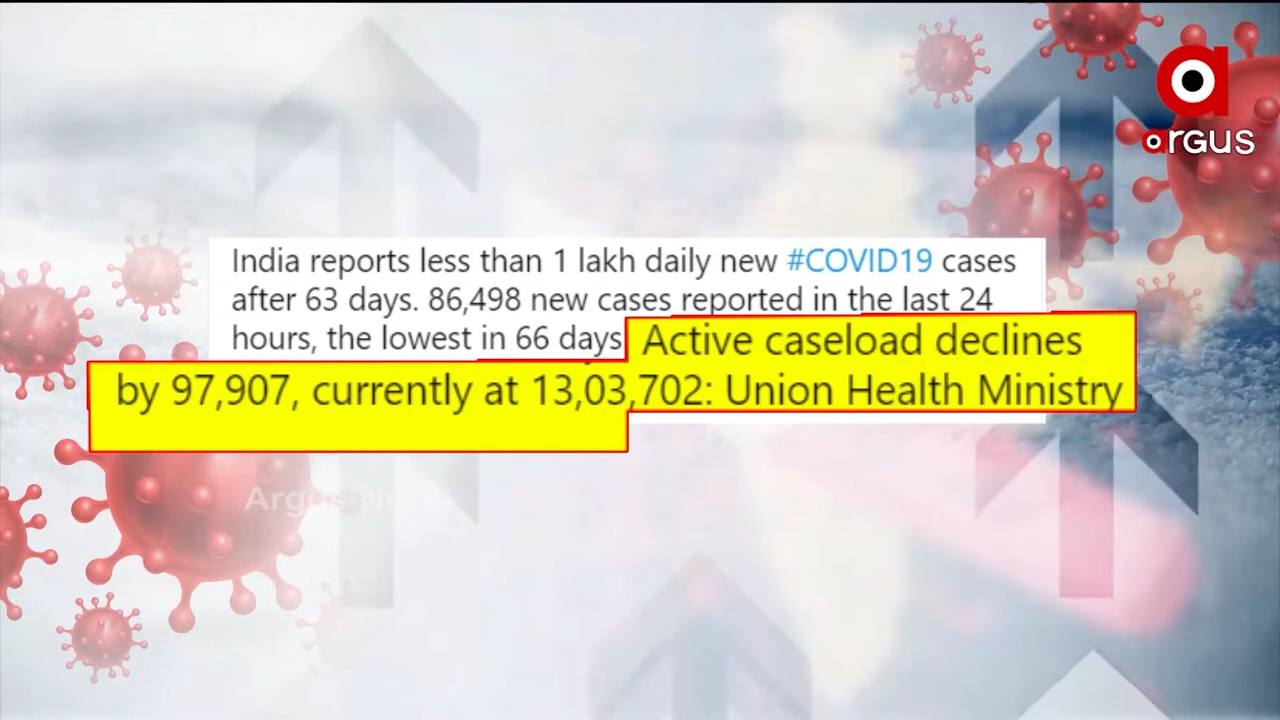 argus
India reports less than 1 lakh daily new #COVID19 cases
after 63 days. 86,498 new cases reported in the last 24
hours, the lowest in 66 days
Active caseload declines
by 97,907, currently at 13,03,702: Union Health Ministry
Argus News